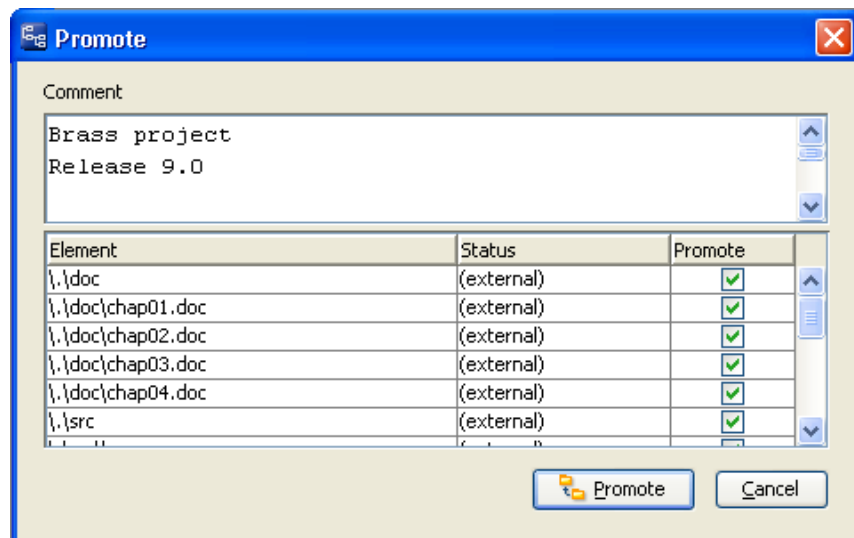 Promote
Comment
Brass project
Release 9.0
Element Status Promote
\.\doc (external)
\.\doc\chap01.doc (external)
\.\doc\chap02.doc (external)
\.\doc\chap03.doc (external)
\.\doc\chap04.doc (external)
\.\src (external)
Promote Cancel